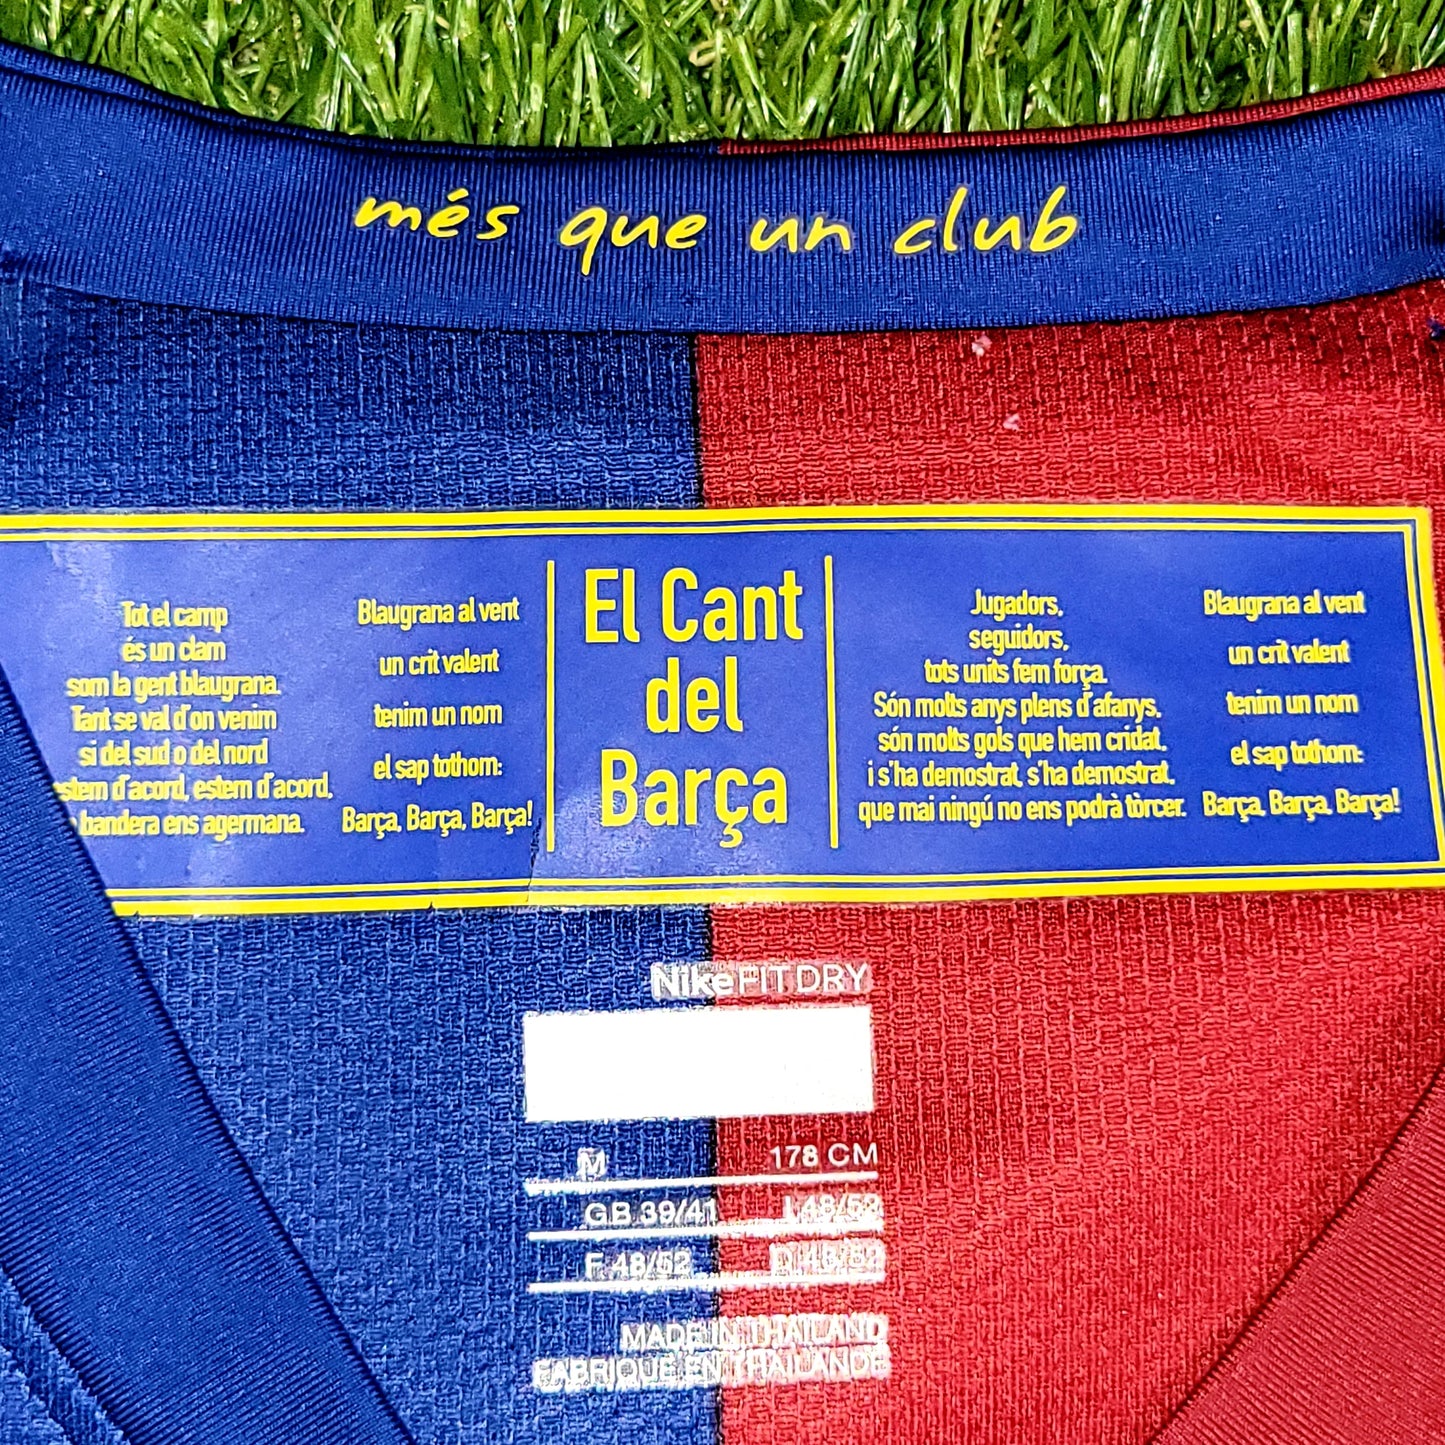 més que un club
Tot el camp
és un clam
som la gent blaugrana.
Tant se val d'on venim
si del sud o del nord
d'acord, estem d'acord,
bandera ens agermana.
Blaugrana al vent
un crit valent
tenim un nom
el sap tothom:
Barça, Barça, Barça!
El Cant
del
Barça
Jugadors,
seguidors,
tots units fem força.
Són molts anys plens d'afanys,
són molts gols que hem cridat,
i s'ha demostrat, s'ha demostrat,
que mai ningú no ens podrà tòrcer.
Blaugrana al vent
un crit valent
tenim un nom
el sap tothom:
Barça, Barça, Barça!
NikeFIT DRY
M 178 CM
GB 39/41 I 48/52
F 48/52 D 48/52
MADE IN THAILAND
FABRIQUE EN THAILANDE